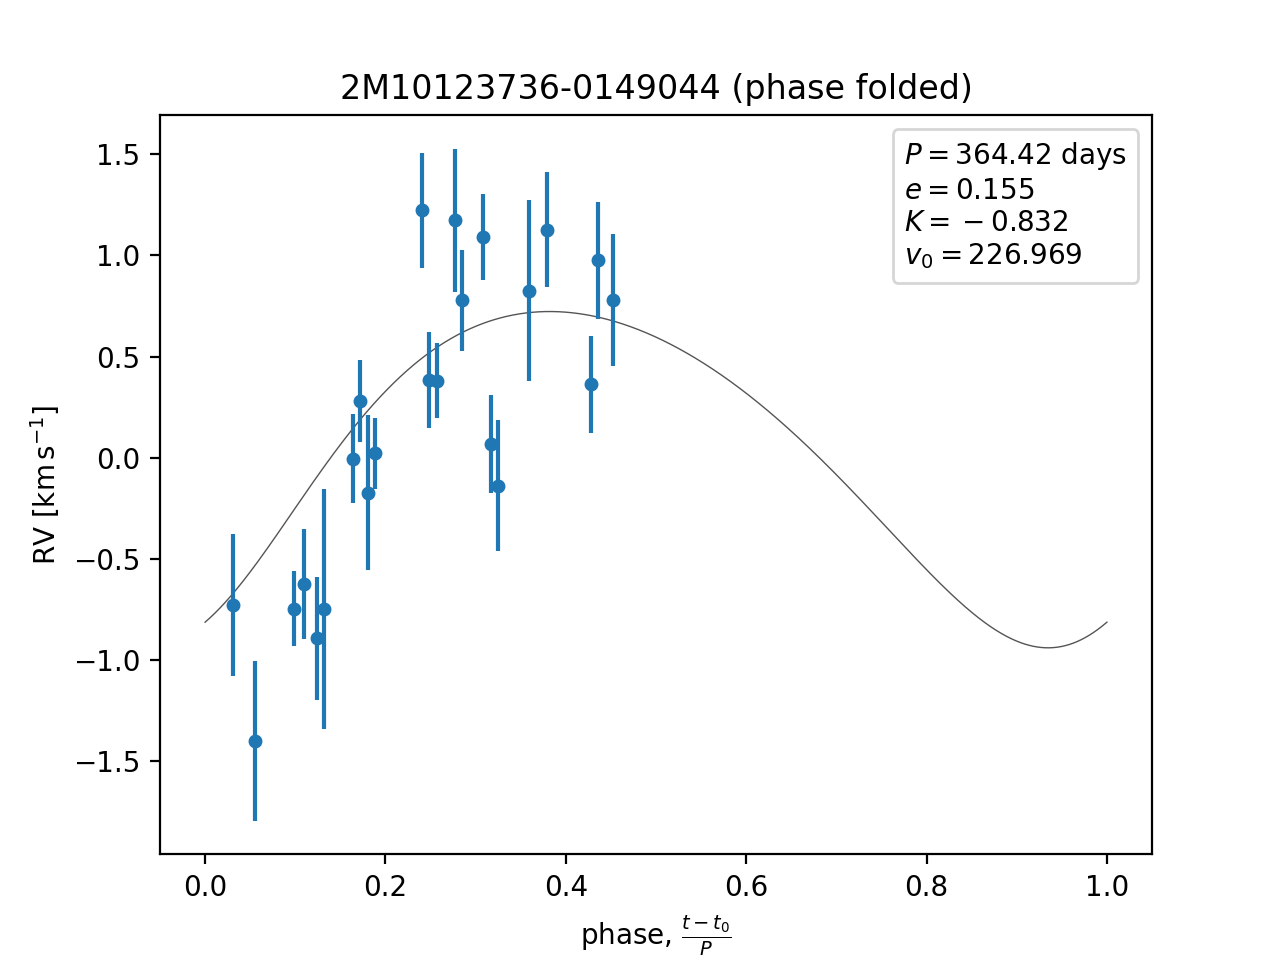 2M10123736-0149044 (phase folded)
P = 364.42 days
e = 0.155
K = −0.832
v₀ = 226.969
1.5
1.0
0.5
0.0
−0.5
−1.0
−1.5
RV [km s⁻¹]
0.0 0.2 0.4 0.6 0.8 1.0
phase, (t − t₀)/P